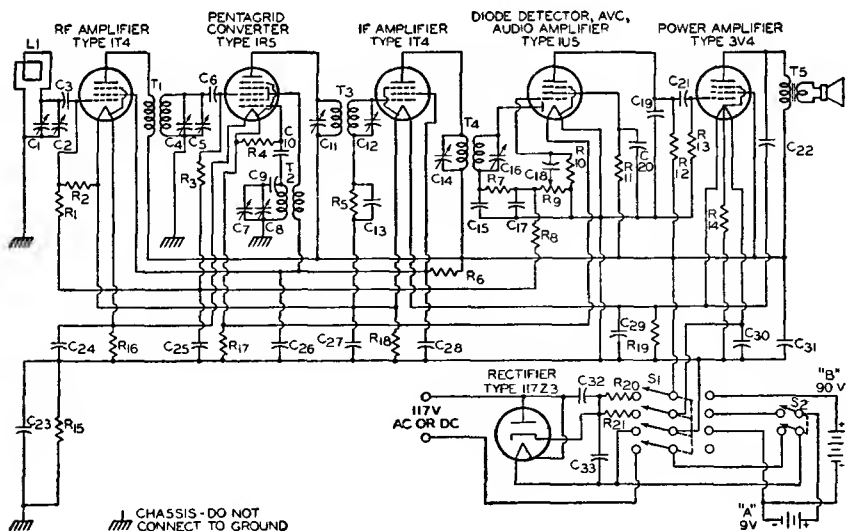 RF AMPLIFIER
TYPE 1T4
PENTAGRID
CONVERTER
TYPE 1R5
IF AMPLIFIER
TYPE 1T4
DIODE DETECTOR, AVC,
AUDIO AMPLIFIER
TYPE 1U5
POWER AMPLIFIER
TYPE 3V4
L1
C3
T1
C6
T3
T4
C19
C21
T5
C1
C2
C4
C5
R4
C10
C11
C12
C14
C16
C18
R10
R11
C20
R12
R13
C22
R2
R1
R3
C9
T2
C7
C8
R5
C13
R7
R9
C15
C17
R8
R14
R6
C24
R16
C25
R17
C26
C27
R18
C28
C29
R19
C30
C31
C23
R15
RECTIFIER
TYPE 117Z3
117V
AC OR DC
C32
R20
S1
R21
C33
S2
"B"
90 V
"A"
9V
CHASSIS - DO NOT
CONNECT TO GROUND